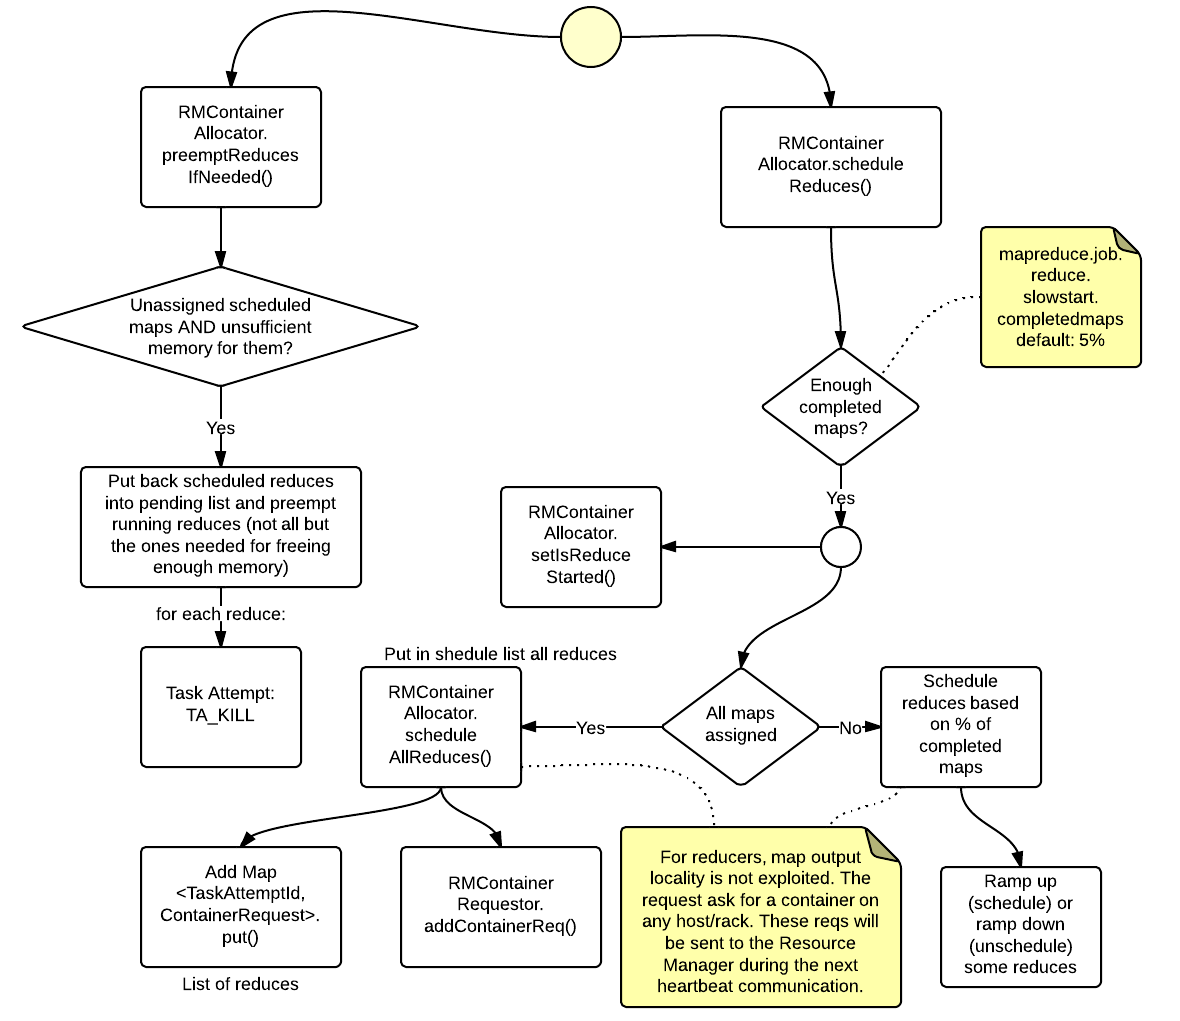 RMContainer
Allocator.
preemptReduces
IfNeeded()
RMContainer
Allocator.schedule
Reduces()
mapreduce.job.
reduce.
slowstart.
completedmaps
default: 5%
Unassigned scheduled
maps AND unsufficient
memory for them?
Enough
completed
maps?
Yes
Put back scheduled reduces
into pending list and preempt
running reduces (not all but
the ones needed for freeing
enough memory)
Yes
RMContainer
Allocator.
setIsReduce
Started()
for each reduce:
Task Attempt:
TA_KILL
Put in shedule list all reduces
RMContainer
Allocator.
schedule
AllReduces()
Yes
All maps
assigned
No
Schedule
reduces based
on % of
completed
maps
Add Map
<TaskAttemptId,
ContainerRequest>.
put()
List of reduces
RMContainer
Requestor.
addContainerReq()
For reducers, map output
locality is not exploited. The
request ask for a container on
any host/rack. These reqs will
be sent to the Resource
Manager during the next
heartbeat communication.
Ramp up
(schedule) or
ramp down
(unschedule)
some reduces